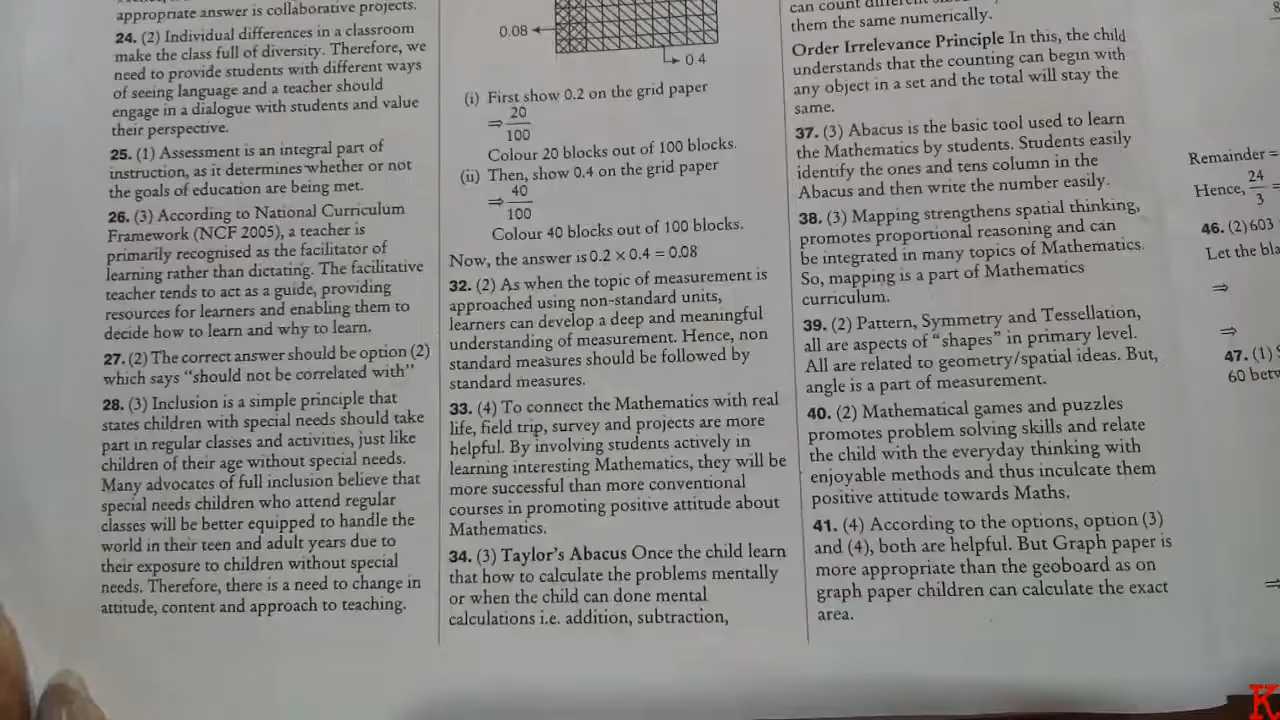 appropriate answer is collaborative projects.
24. (2) Individual differences in a classroom
make the class full of diversity. Therefore, we
need to provide students with different ways
of seeing language and a teacher should
engage in a dialogue with students and value
their perspective.
25. (1) Assessment is an integral part of
instruction, as it determines whether or not
the goals of education are being met.
26. (3) According to National Curriculum
Framework (NCF 2005), a teacher is
primarily recognised as the facilitator of
learning rather than dictating. The facilitative
teacher tends to act as a guide, providing
resources for learners and enabling them to
decide how to learn and why to learn.
27. (2) The correct answer should be option (2)
which says “should not be correlated with”
28. (3) Inclusion is a simple principle that
states children with special needs should take
part in regular classes and activities, just like
children of their age without special needs.
Many advocates of full inclusion believe that
special needs children who attend regular
classes will be better equipped to handle the
world in their teen and adult years due to
their exposure to children without special
needs. Therefore, there is a need to change in
attitude, content and approach to teaching.
0.08
0.4
(i) First show 0.2 on the grid paper
⇒ 20/100
Colour 20 blocks out of 100 blocks.
(ii) Then, show 0.4 on the grid paper
⇒ 40/100
Colour 40 blocks out of 100 blocks.
Now, the answer is 0.2 × 0.4 = 0.08
32. (2) As when the topic of measurement is
approached using non-standard units,
learners can develop a deep and meaningful
understanding of measurement. Hence, non
standard measures should be followed by
standard measures.
33. (4) To connect the Mathematics with real
life, field trip, survey and projects are more
helpful. By involving students actively in
learning interesting Mathematics, they will be
more successful than more conventional
courses in promoting positive attitude about
Mathematics.
34. (3) Taylor’s Abacus Once the child learn
that how to calculate the problems mentally
or when the child can done mental
calculations i.e. addition, subtraction,
can count different
them the same numerically.
Order Irrelevance Principle In this, the child
understands that the counting can begin with
any object in a set and the total will stay the
same.
37. (3) Abacus is the basic tool used to learn
the Mathematics by students. Students easily
identify the ones and tens column in the
Abacus and then write the number easily.
38. (3) Mapping strengthens spatial thinking,
promotes proportional reasoning and can
be integrated in many topics of Mathematics.
So, mapping is a part of Mathematics
curriculum.
39. (2) Pattern, Symmetry and Tessellation,
all are aspects of “shapes” in primary level.
All are related to geometry/spatial ideas. But,
angle is a part of measurement.
40. (2) Mathematical games and puzzles
promotes problem solving skills and relate
the child with the everyday thinking with
enjoyable methods and thus inculcate them
positive attitude towards Maths.
41. (4) According to the options, option (3)
and (4), both are helpful. But Graph paper is
more appropriate than the geoboard as on
graph paper children can calculate the exact
area.
8
Remainder =
Hence, 24/3 =
46. (2) 603
Let the bla
⇒
⇒
47. (1)
60 betw
⇒
K